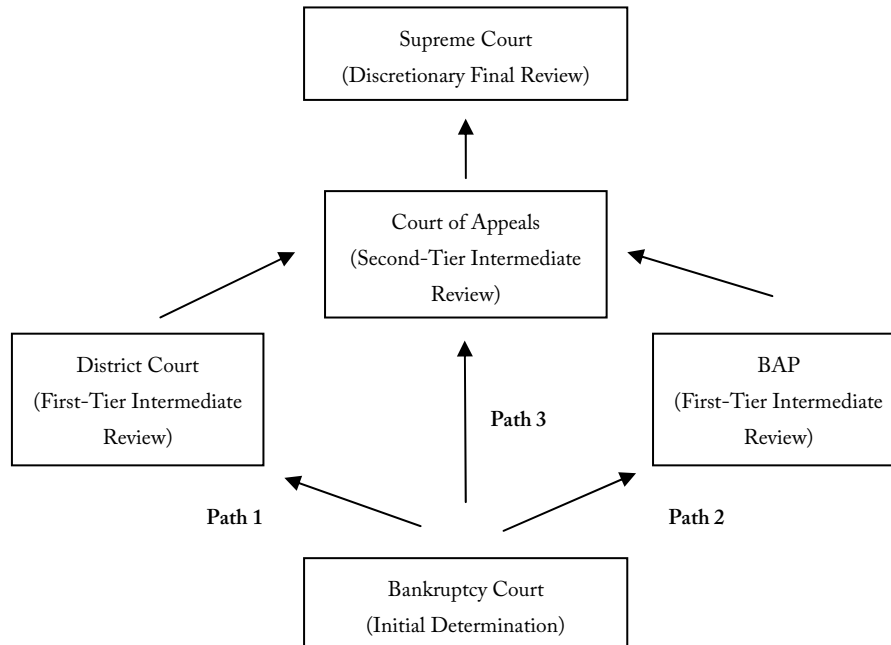 Supreme Court
(Discretionary Final Review)
Court of Appeals
(Second-Tier Intermediate
Review)
District Court
(First-Tier Intermediate
Review)
BAP
(First-Tier Intermediate
Review)
Path 3
Path 1
Path 2
Bankruptcy Court
(Initial Determination)